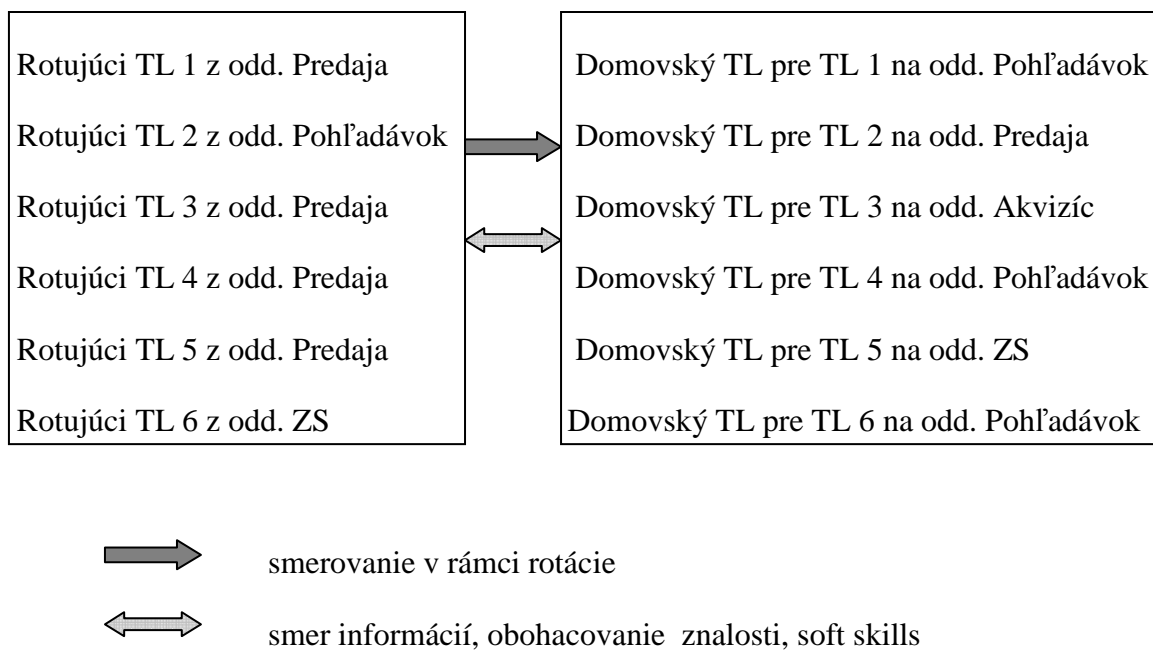 Rotujúci TL 1 z odd. Predaja
Rotujúci TL 2 z odd. Pohľadávok
Rotujúci TL 3 z odd. Predaja
Rotujúci TL 4 z odd. Predaja
Rotujúci TL 5 z odd. Predaja
Rotujúci TL 6 z odd. ZS
Domovský TL pre TL 1 na odd. Pohľadávok
Domovský TL pre TL 2 na odd. Predaja
Domovský TL pre TL 3 na odd. Akvizíc
Domovský TL pre TL 4 na odd. Pohľadávok
Domovský TL pre TL 5 na odd. ZS
Domovský TL pre TL 6 na odd. Pohľadávok
smerovanie v rámci rotácie
smer informácií, obohacovanie znalosti, soft skills